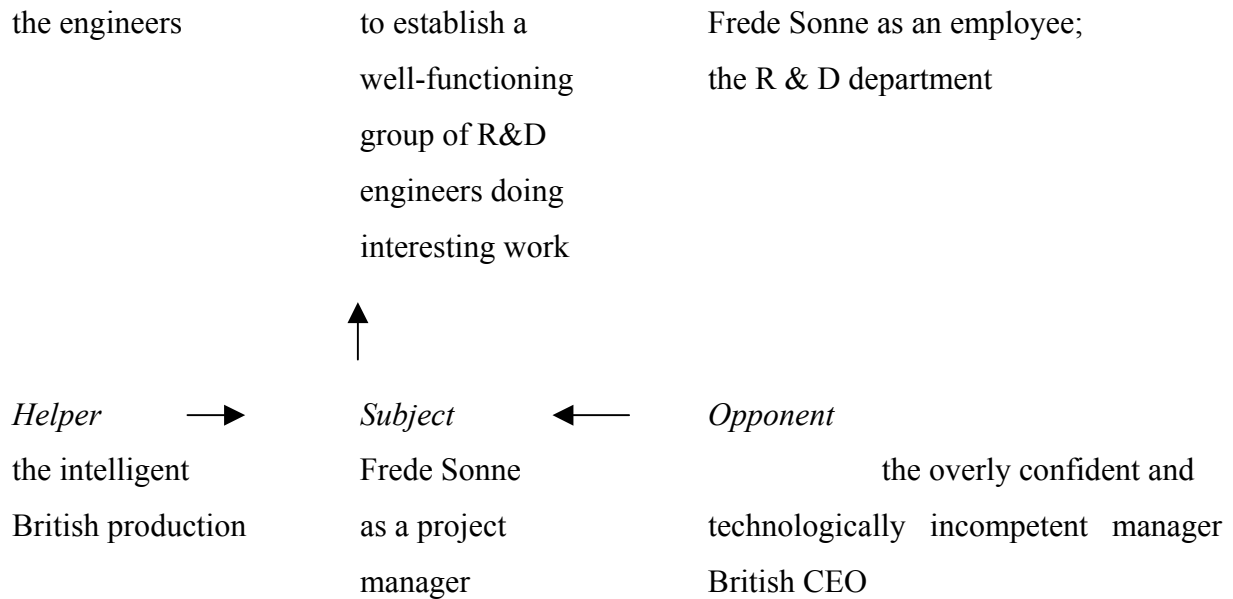 the engineers to establish a Frede Sonne as an employee;
well-functioning the R & D department
group of R&D
engineers doing
interesting work
Helper Subject Opponent
the intelligent Frede Sonne the overly confident and
British production as a project technologically incompetent manager
manager British CEO